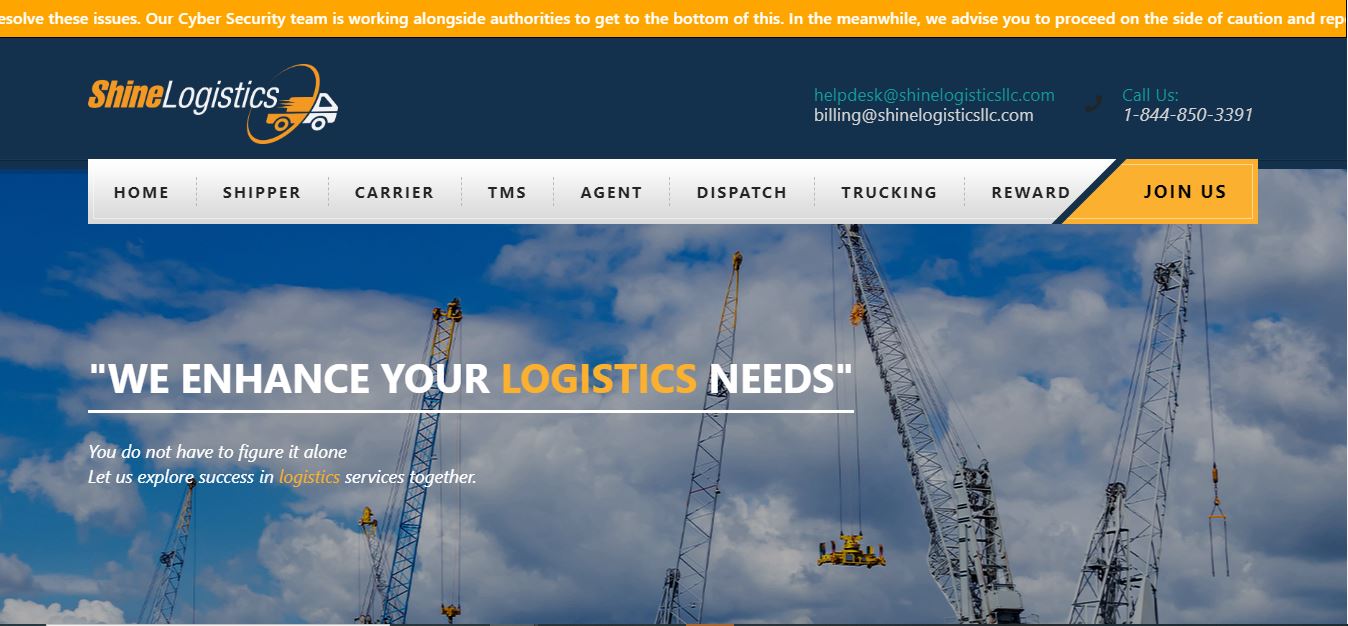 esolve these issues. Our Cyber Security team is working alongside authorities to get to the bottom of this. In the meanwhile, we advise you to proceed on the side of caution and rep
ShineLogistics
helpdesk@shinelogisticsllc.com
billing@shinelogisticsllc.com
Call Us:
1-844-850-3391
HOME
SHIPPER
CARRIER
TMS
AGENT
DISPATCH
TRUCKING
REWARD
JOIN US
"WE ENHANCE YOUR LOGISTICS NEEDS"
You do not have to figure it alone
Let us explore success in logistics services together.